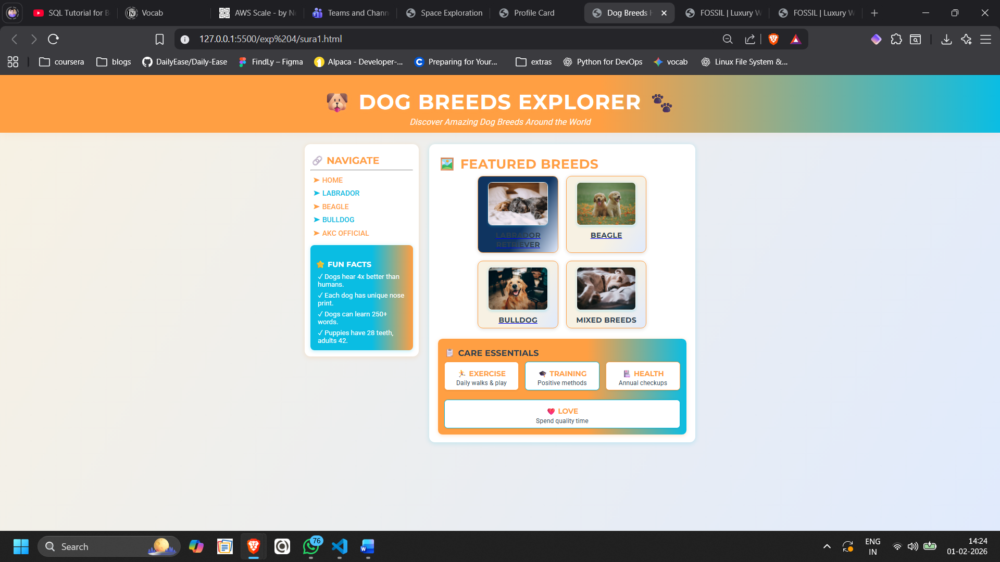 SQL Tutorial for B
Vocab
AWS Scale - by N
Teams and Chann
Space Exploration
Profile Card
Dog Breeds
FOSSIL | Luxury W
FOSSIL | Luxury W
127.0.0.1:5500/exp%204/sura1.html
coursera
blogs
DailyEase/Daily-Ease
FindLy – Figma
Alpaca - Developer-...
Preparing for Your...
extras
Python for DevOps
vocab
Linux File System &...
DOG BREEDS EXPLORER
Discover Amazing Dog Breeds Around the World
NAVIGATE
➤ HOME
➤ LABRADOR
➤ BEAGLE
➤ BULLDOG
➤ AKC OFFICIAL
FUN FACTS
✓ Dogs hear 4x better than
humans.
✓ Each dog has unique nose
print.
✓ Dogs can learn 250+
words.
✓ Puppies have 28 teeth,
adults 42.
FEATURED BREEDS
LABRADOR
RETRIEVER
BEAGLE
BULLDOG
MIXED BREEDS
CARE ESSENTIALS
EXERCISE
Daily walks & play
TRAINING
Positive methods
HEALTH
Annual checkups
LOVE
Spend quality time
Search
76
ENG
IN
14:24
01-02-2026